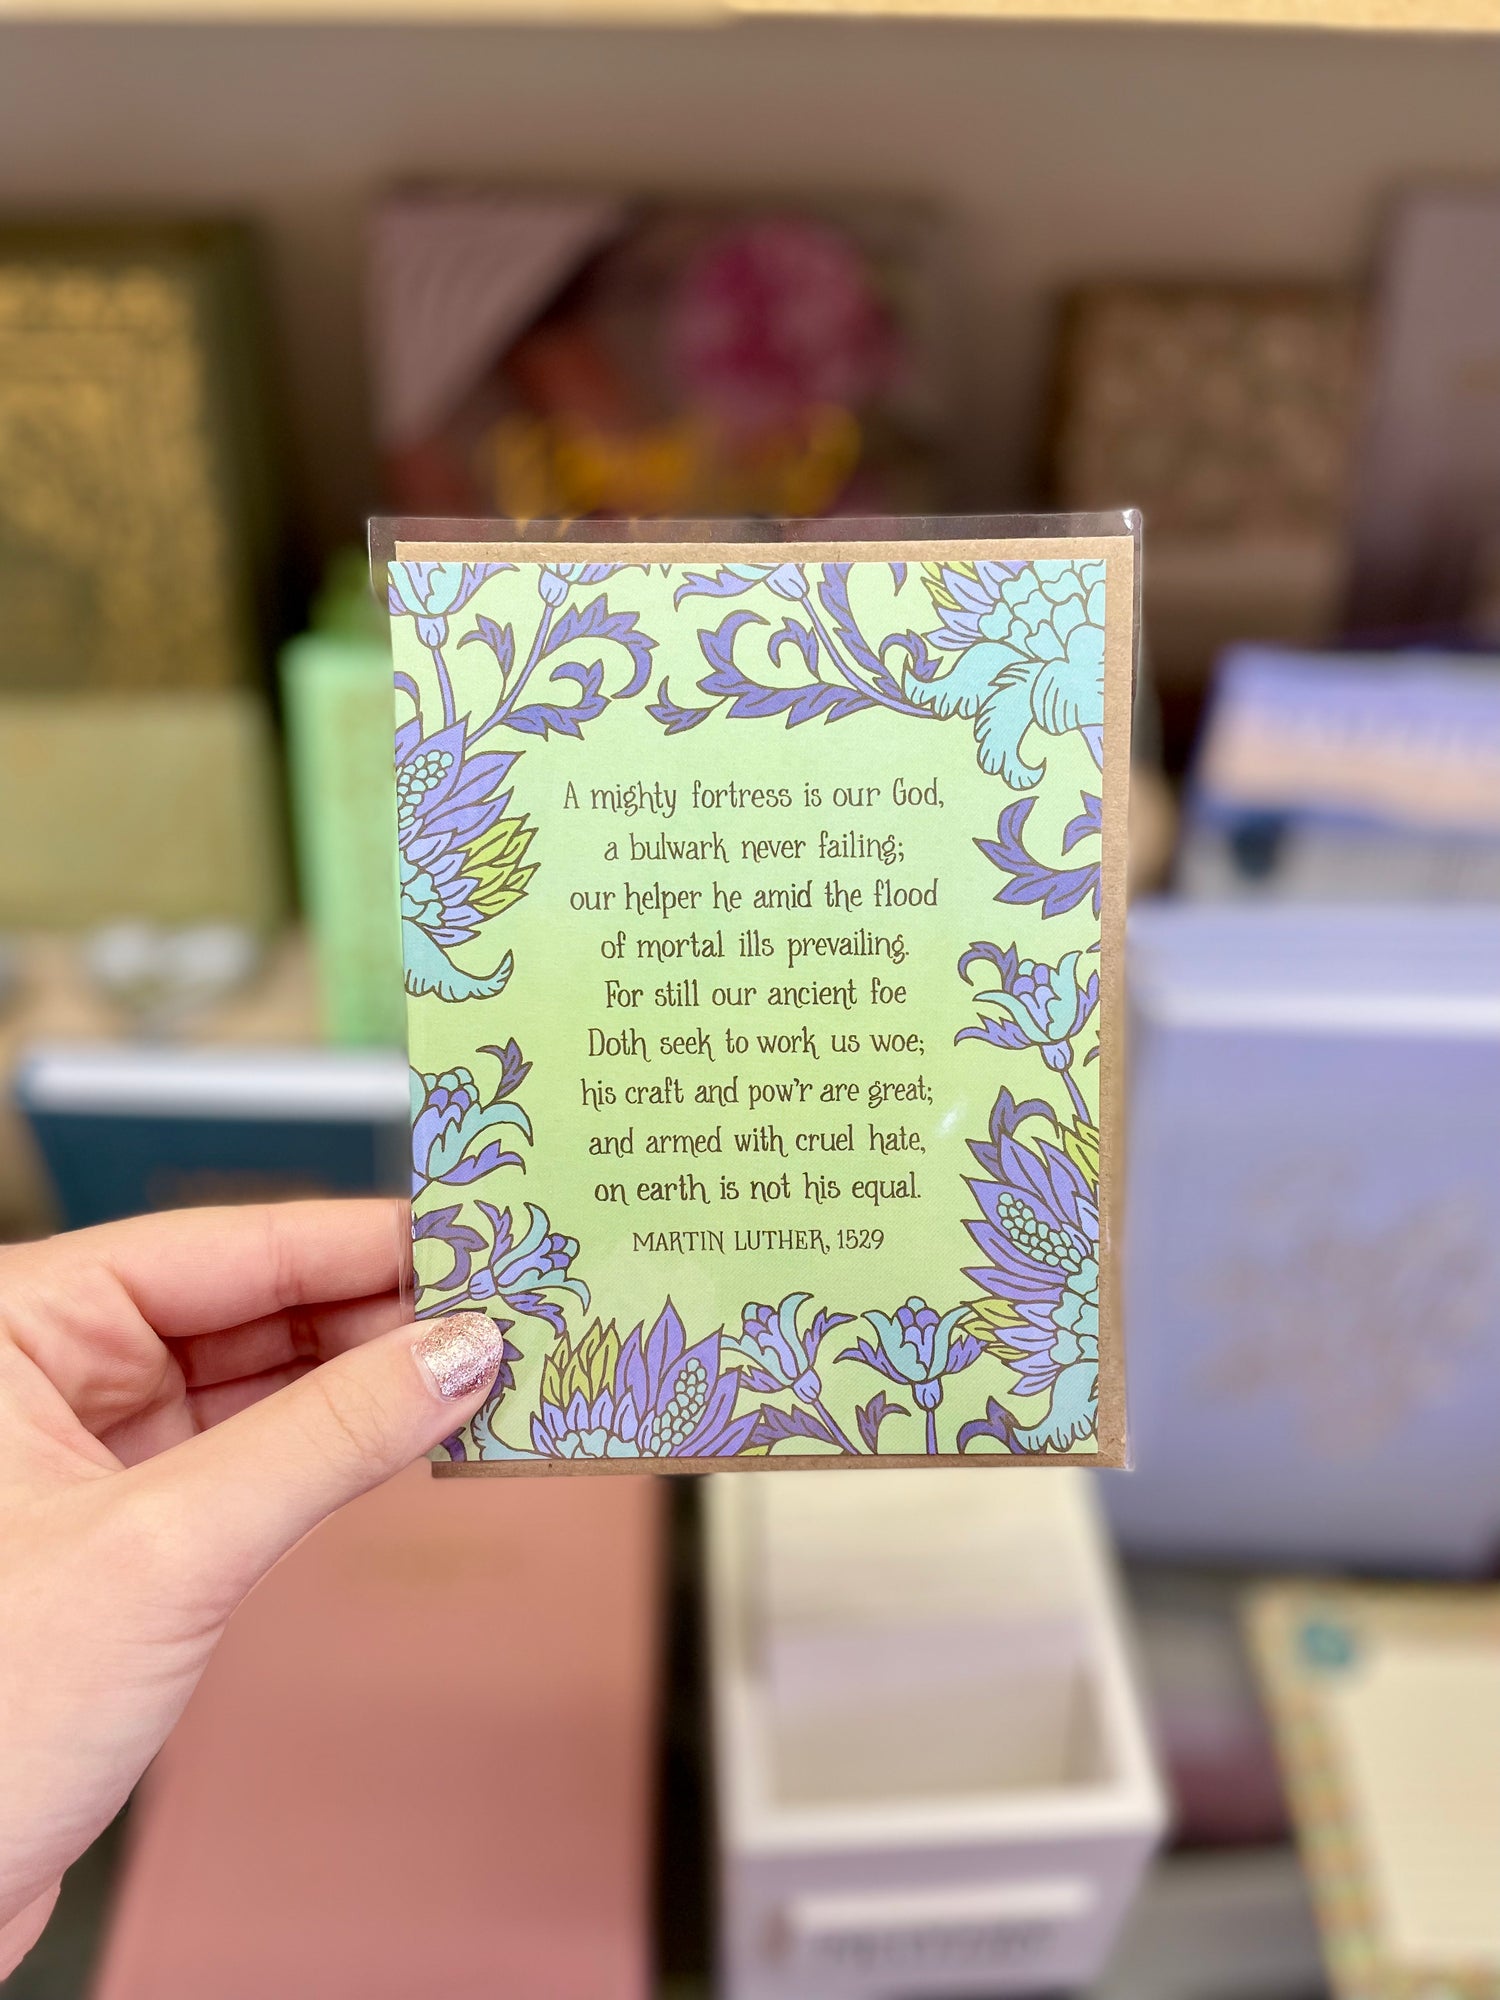 A mighty fortress is our God,
a bulwark never failing;
our helper he amid the flood
of mortal ills prevailing.
For still our ancient foe
Doth seek to work us woe;
his craft and pow'r are great;
and armed with cruel hate,
on earth is not his equal.
MARTIN LUTHER, 1529